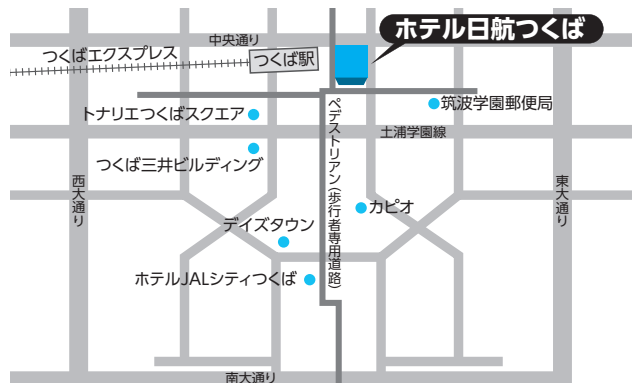 ホテル日航つくば
中央通り
つくばエクスプレス
つくば駅
トナリエつくばスクエア
筑波学園郵便局
土浦学園線
つくば三井ビルディング
ペデストリアン(歩行者専用道路)
西大通り
東大通り
カピオ
デイズタウン
ホテルJALシティつくば
南大通り